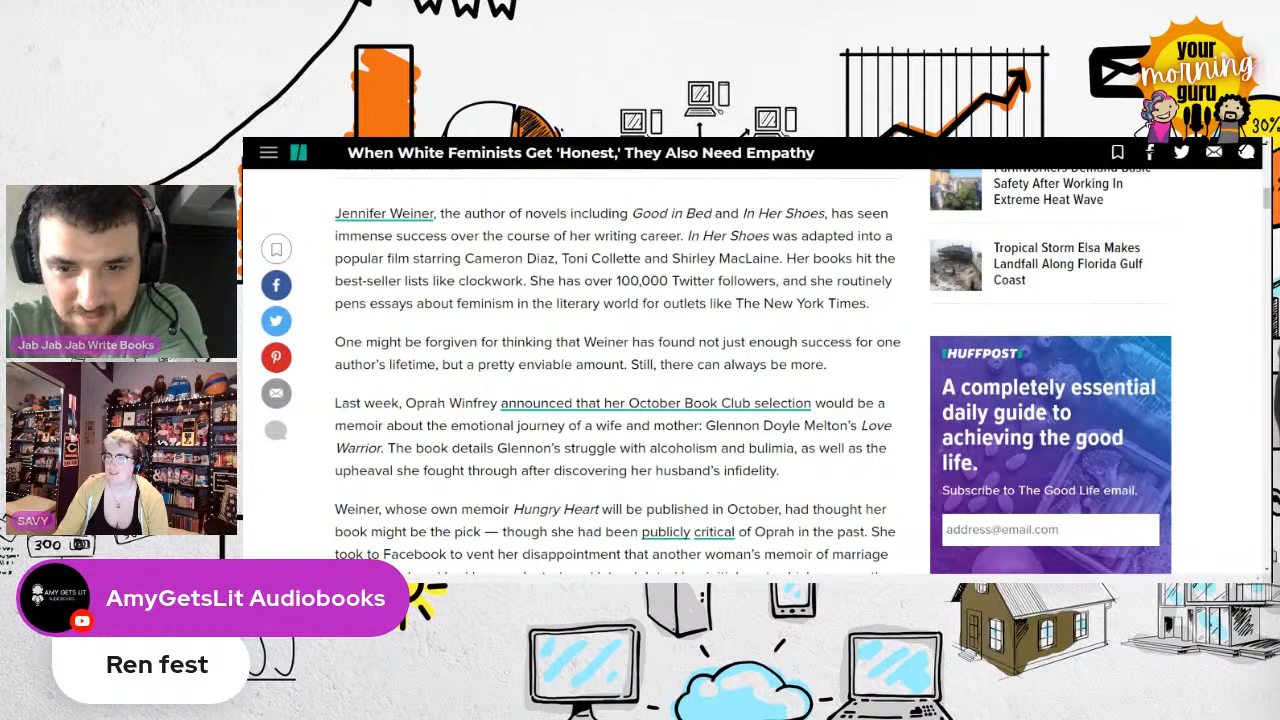 your
morning
guru
30%
When White Feminists Get 'Honest,' They Also Need Empathy
Jennifer Weiner, the author of novels including Good in Bed and In Her Shoes, has seen
immense success over the course of her writing career. In Her Shoes was adapted into a
popular film starring Cameron Diaz, Toni Collette and Shirley MacLaine. Her books hit the
best-seller lists like clockwork. She has over 100,000 Twitter followers, and she routinely
pens essays about feminism in the literary world for outlets like The New York Times.
One might be forgiven for thinking that Weiner has found not just enough success for one
author's lifetime, but a pretty enviable amount. Still, there can always be more.
Last week, Oprah Winfrey announced that her October Book Club selection would be a
memoir about the emotional journey of a wife and mother: Glennon Doyle Melton's Love
Warrior. The book details Glennon's struggle with alcoholism and bulimia, as well as the
upheaval she fought through after discovering her husband's infidelity.
Weiner, whose own memoir Hungry Heart will be published in October, had thought her
book might be the pick — though she had been publicly critical of Oprah in the past. She
took to Facebook to vent her disappointment that another woman's memoir of marriage
Farmworkers Demand Basic
Safety After Working In
Extreme Heat Wave
Tropical Storm Elsa Makes
Landfall Along Florida Gulf
Coast
HUFFPOST
A completely essential
daily guide to
achieving the good
life.
Subscribe to The Good Life email.
address@email.com
Jab Jab Jab Write Books
SAVY
300
AMY GETS LIT
AUDIOBOOKS
AmyGetsLit Audiobooks
Ren fest